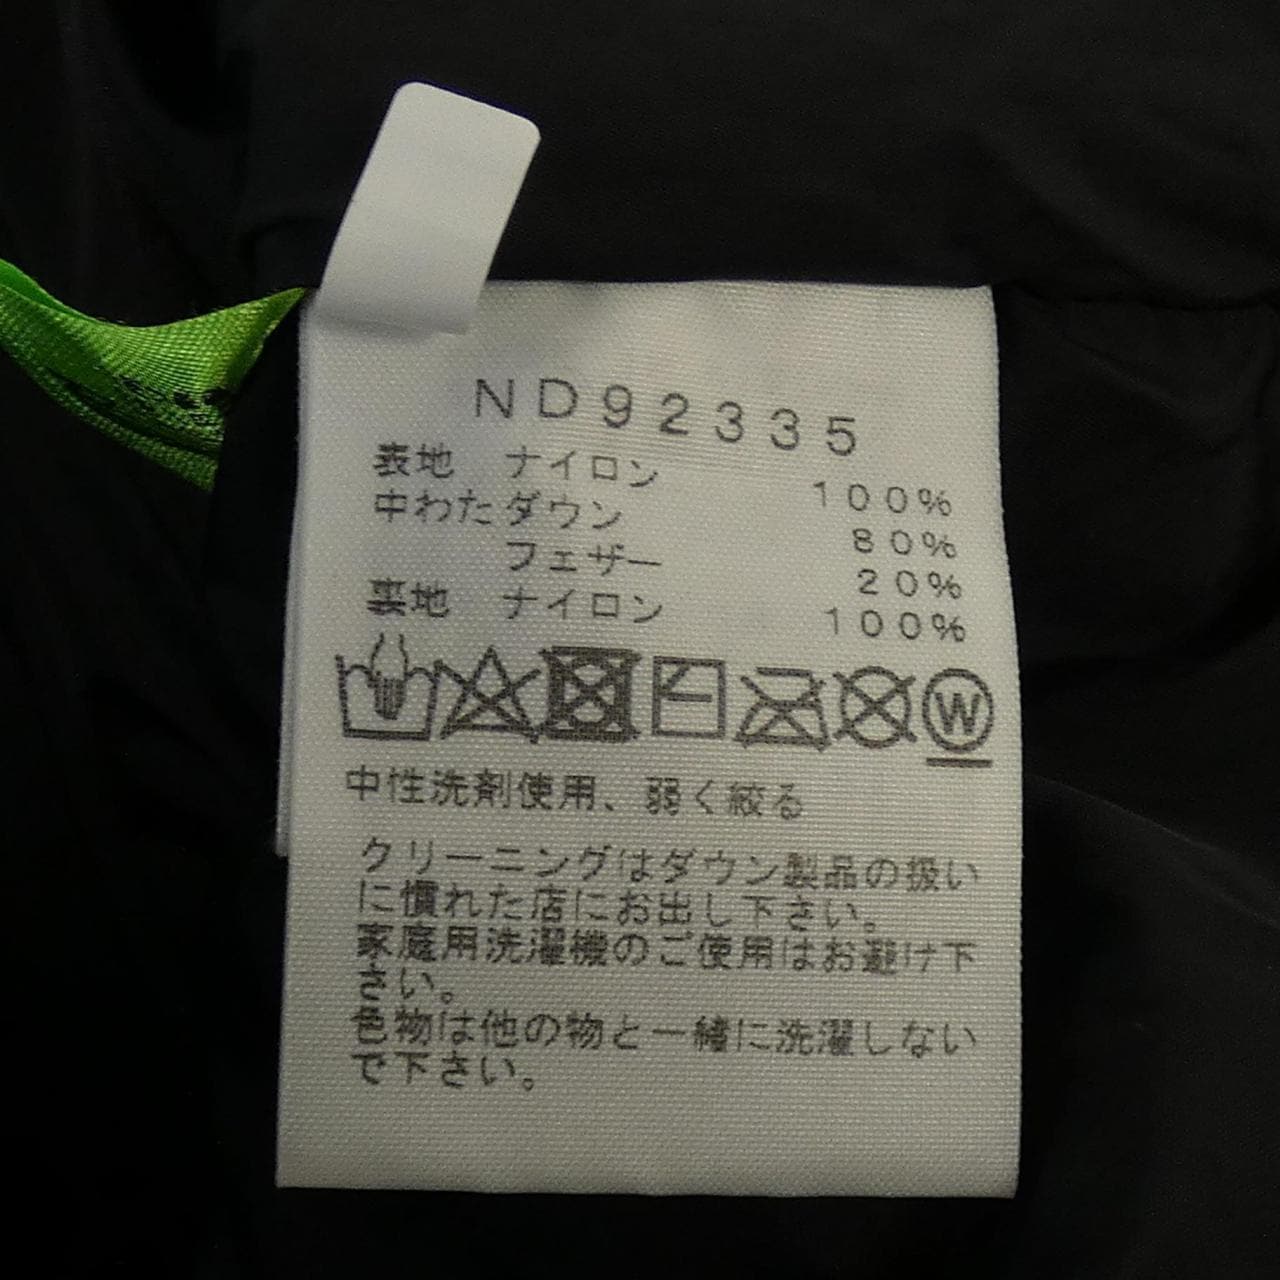 ND92335
表地 ナイロン 100%
中わた ダウン 80%
フェザー 20%
裏地 ナイロン 100%
W
中性洗剤使用、弱く絞る
クリーニングはダウン製品の扱い
に慣れた店にお出し下さい。
家庭用洗濯機のご使用はお避け下
さい。
色物は他の物と一緒に洗濯しない
で下さい。